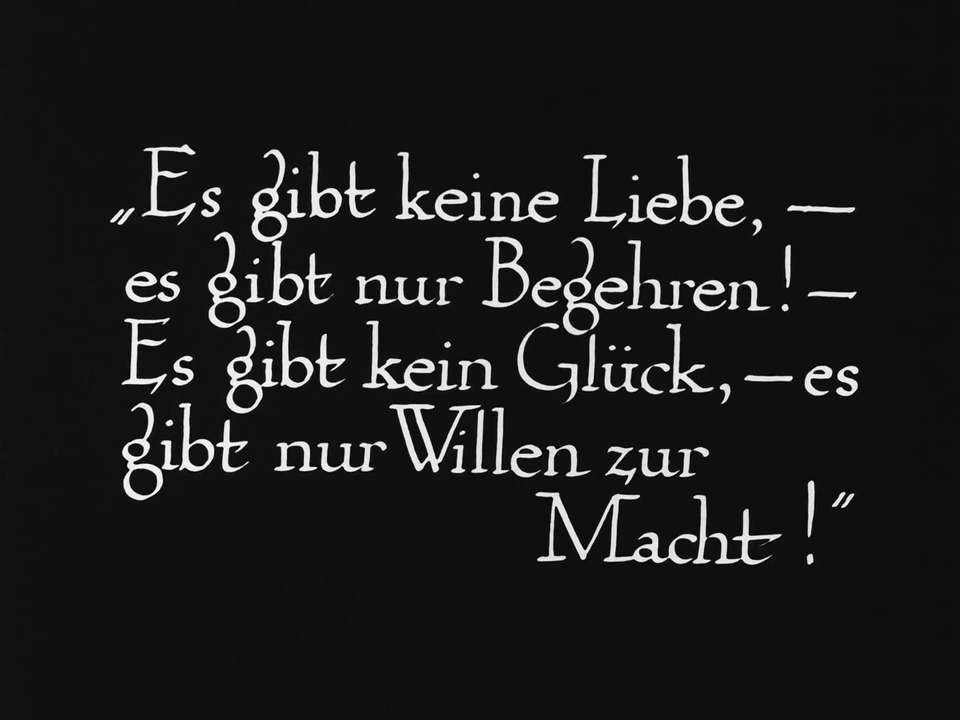 „Es gibt keine Liebe, —
es gibt nur Begehren! —
Es gibt kein Glück, — es
gibt nur Willen zur
Macht!"